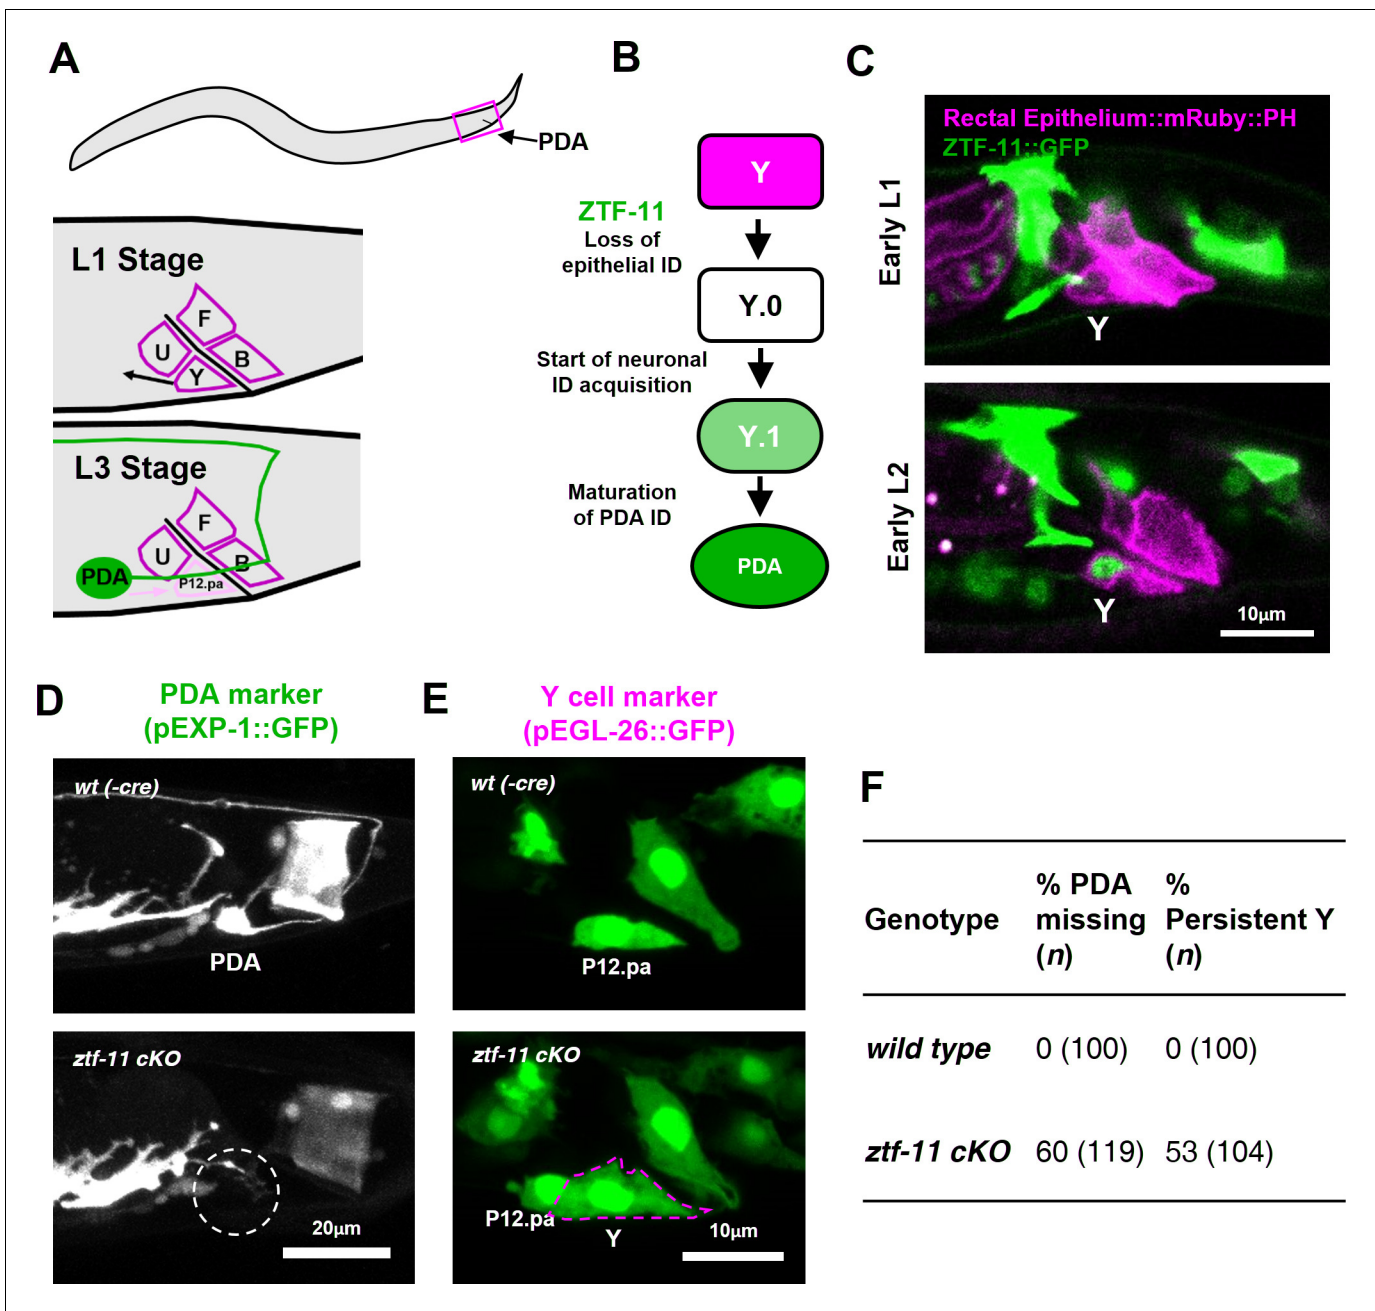 A
PDA
L1 Stage
F
U
B
Y
L3 Stage
F
U
B
PDA
P12.pa
B
Y
ZTF-11
Loss of
epithelial ID
Y.0
Start of neuronal
ID acquisition
Y.1
Maturation
of PDA ID
PDA
C
Rectal Epithelium::mRuby::PH
ZTF-11::GFP
Early L1
Y
Early L2
Y
10μm
D
PDA marker
(pEXP-1::GFP)
wt (-cre)
PDA
ztf-11 cKO
20μm
E
Y cell marker
(pEGL-26::GFP)
wt (-cre)
P12.pa
ztf-11 cKO
P12.pa
Y
10μm
F
Genotype
% PDA
missing
(n)
%
Persistent Y
(n)
wild type 0 (100) 0 (100)
ztf-11 cKO 60 (119) 53 (104)